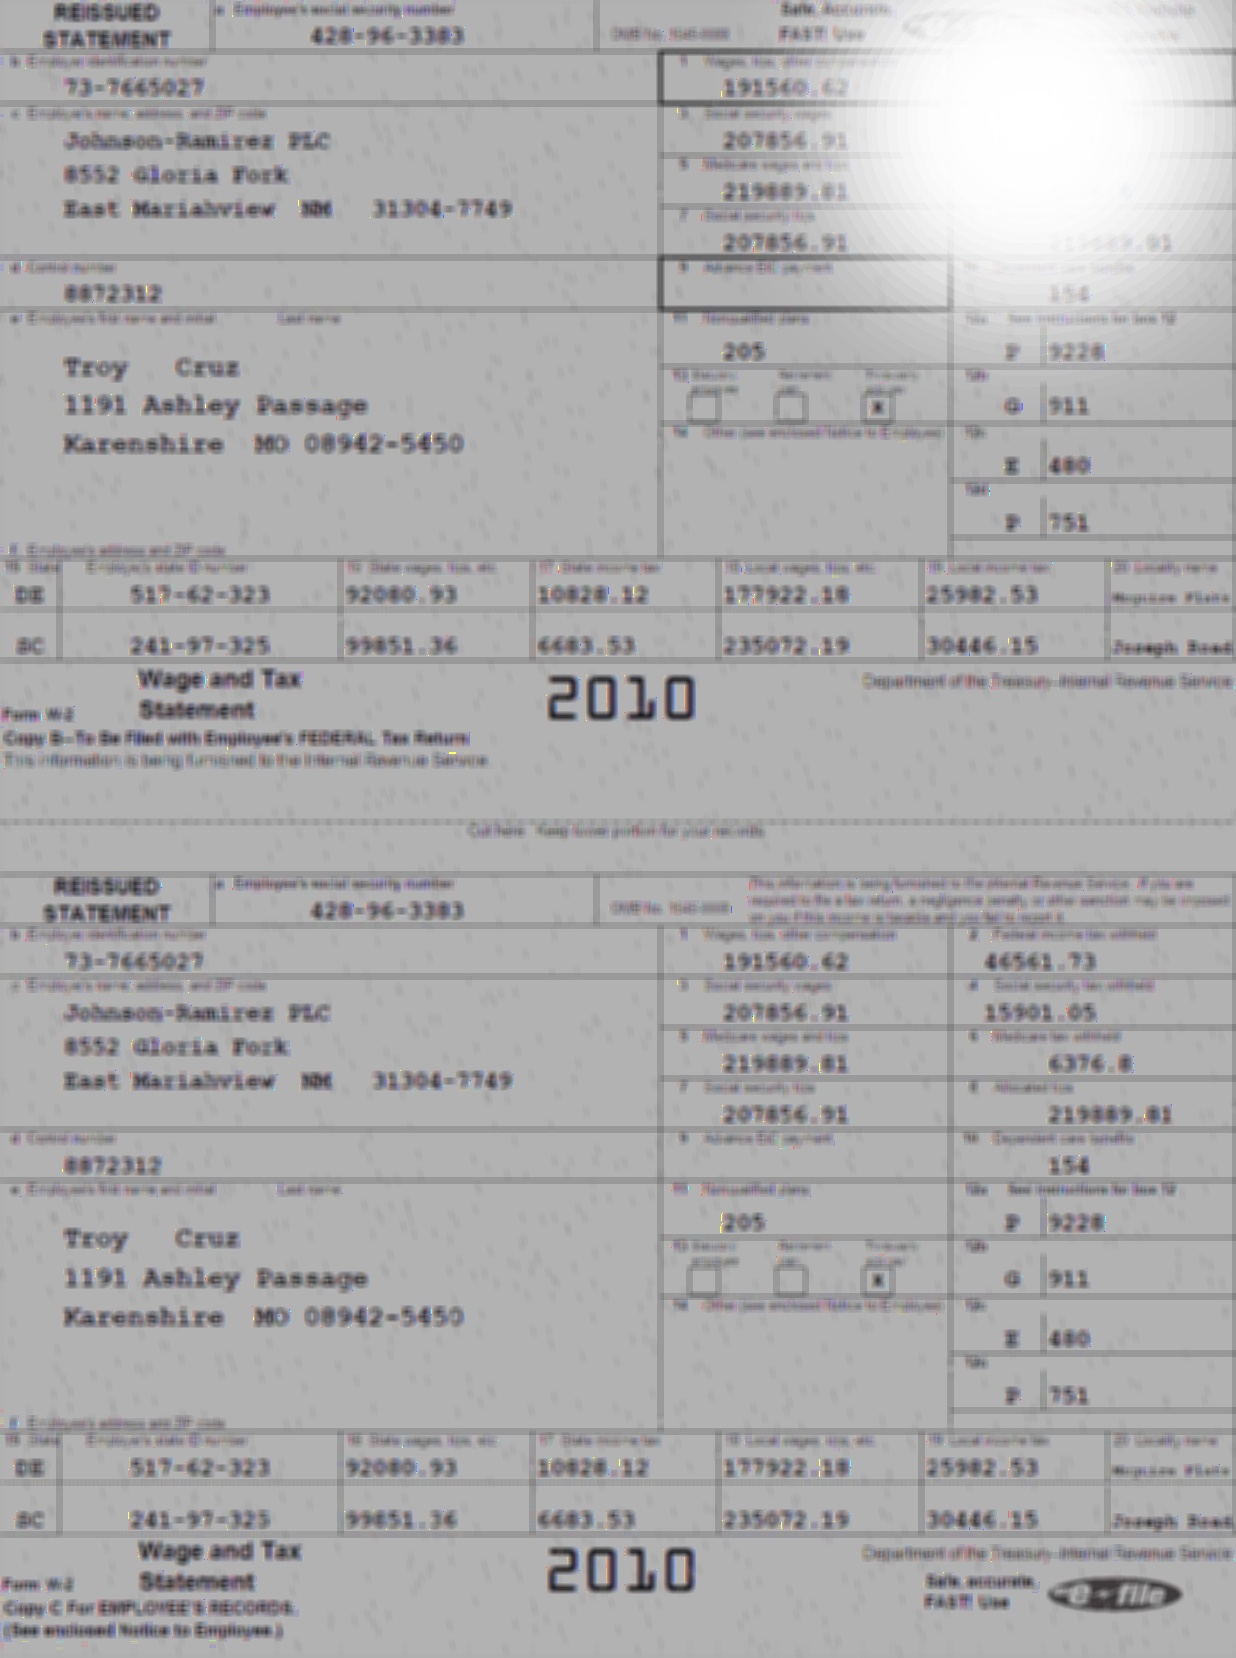 REISSUED STATEMENT
a Employee's social security number
428-96-3383
OMB No. 1545-0008
Safe, Accurate,
FAST! Use
b Employer identification number
73-7665027
1 Wages, tips, other compensation
191560.62
c Employer's name, address, and ZIP code
Johnson-Ramirez PLC
8552 Gloria Fork
East Mariahview NM 31304-7749
3 Social security wages
207856.91
5 Medicare wages and tips
219889.81
7 Social security tips
207856.91
219889.81
d Control number
8872312
9 Advance EIC payment
10 Dependent care benefits
154
e Employee's first name and initial Last name
Troy Cruz
1191 Ashley Passage
Karenshire MO 08942-5450
11 Nonqualified plans
205
12a See instructions for box 12
P 9228
13 Statutory employee
Retirement plan
Third-party sick pay
X
12b
G 911
14 Other (see enclosed Notice to Employee)
12c
E 480
12d
P 751
f Employee's address and ZIP code
15 State Employer's state ID number 16 State wages, tips, etc. 17 State income tax 18 Local wages, tips, etc. 19 Local income tax 20 Locality name
DE 517-62-323 92080.93 10828.12 177922.18 25982.53 Flats
SC 241-97-325 99851.36 6683.53 235072.19 30446.15 Joseph Road
Form W-2
Wage and Tax
Statement
2010
Department of the Treasury-Internal Revenue Service
Copy B-To Be Filed with Employee's FEDERAL Tax Return
This information is being furnished to the Internal Revenue Service.
Cut here. Keep lower portion for your records.
REISSUED STATEMENT
a Employee's social security number
428-96-3383
OMB No. 1545-0008
This information is being furnished to the Internal Revenue Service. If you are
required to file a tax return, a negligence penalty or other sanction may be imposed
on you if this income is taxable and you fail to report it.
b Employer identification number
73-7665027
1 Wages, tips, other compensation
191560.62
2 Federal income tax withheld
46561.73
c Employer's name, address, and ZIP code
Johnson-Ramirez PLC
8552 Gloria Fork
East Mariahview NM 31304-7749
3 Social security wages
207856.91
4 Social security tax withheld
15901.05
5 Medicare wages and tips
219889.81
6 Medicare tax withheld
6376.8
7 Social security tips
207856.91
8 Allocated tips
219889.81
d Control number
8872312
9 Advance EIC payment
10 Dependent care benefits
154
e Employee's first name and initial Last name
Troy Cruz
1191 Ashley Passage
Karenshire MO 08942-5450
11 Nonqualified plans
205
12a See instructions for box 12
P 9228
13 Statutory employee
Retirement plan
Third-party sick pay
X
12b
G 911
14 Other (see enclosed Notice to Employee)
12c
E 480
12d
P 751
f Employee's address and ZIP code
15 State Employer's state ID number 16 State wages, tips, etc. 17 State income tax 18 Local wages, tips, etc. 19 Local income tax 20 Locality name
DE 517-62-323 92080.93 10828.12 177922.18 25982.53 Flats
SC 241-97-325 99851.36 6683.53 235072.19 30446.15 Joseph Road
Form W-2
Wage and Tax
Statement
2010
Department of the Treasury-Internal Revenue Service
Copy C For EMPLOYEE'S RECORDS.
(See enclosed Notice to Employee.)
Safe, accurate,
FAST! Use
e-file